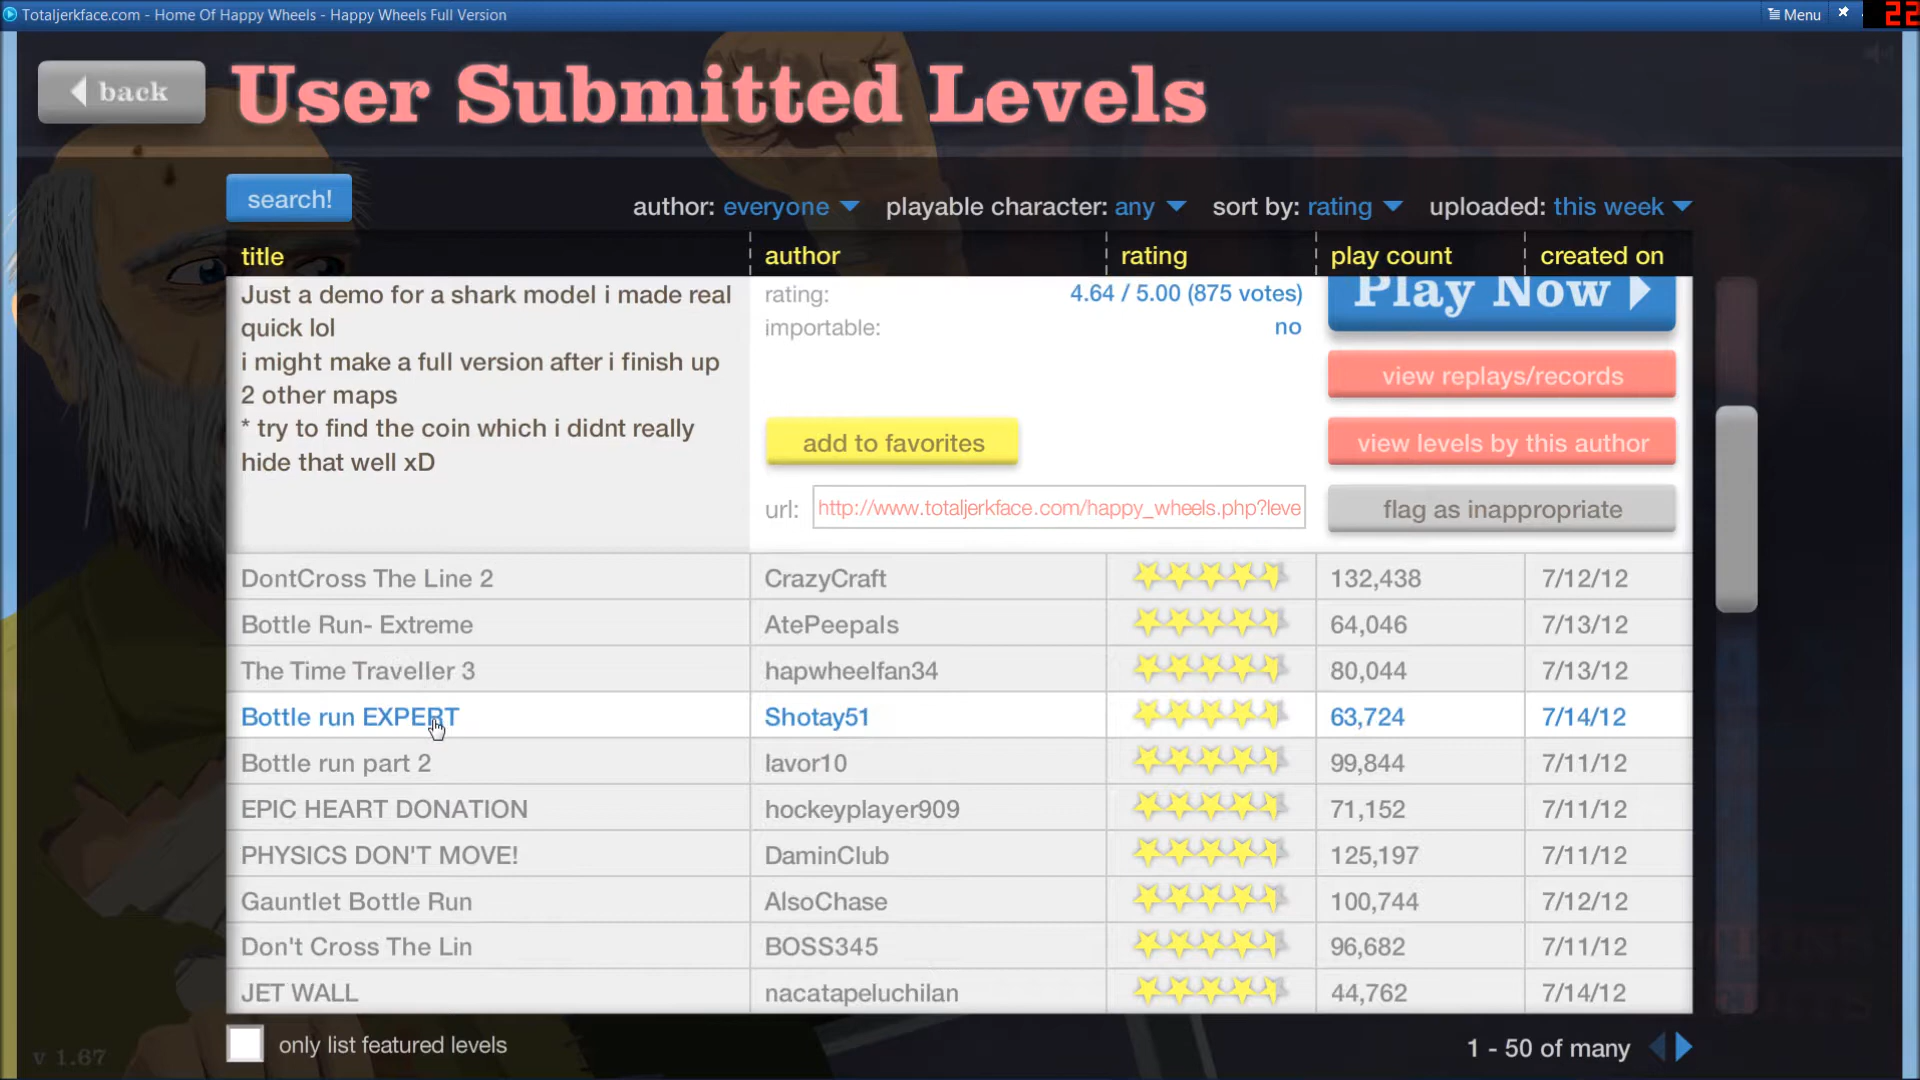 Totaljerkface.com - Home Of Happy Wheels - Happy Wheels Full Version
Menu
22
back
User Submitted Levels
search!
author: everyone
playable character: any
sort by: rating
uploaded: this week
title
author
rating
play count
created on
Just a demo for a shark model i made real
quick lol
i might make a full version after i finish up
2 other maps
* try to find the coin which i didnt really
hide that well xD
rating: 4.64 / 5.00 (875 votes)
importable: no
add to favorites
url: http://www.totaljerkface.com/happy_wheels.php?leve
Play Now
view replays/records
view levels by this author
flag as inappropriate
DontCross The Line 2 CrazyCraft 132,438 7/12/12
Bottle Run- Extreme AtePeepals 64,046 7/13/12
The Time Traveller 3 hapwheelfan34 80,044 7/13/12
Bottle run EXPERT Shotay51 63,724 7/14/12
Bottle run part 2 lavor10 99,844 7/11/12
EPIC HEART DONATION hockeyplayer909 71,152 7/11/12
PHYSICS DON'T MOVE! DaminClub 125,197 7/11/12
Gauntlet Bottle Run AlsoChase 100,744 7/12/12
Don't Cross The Lin BOSS345 96,682 7/11/12
JET WALL nacatapeluchilan 44,762 7/14/12
only list featured levels
1 - 50 of many
v 1.67